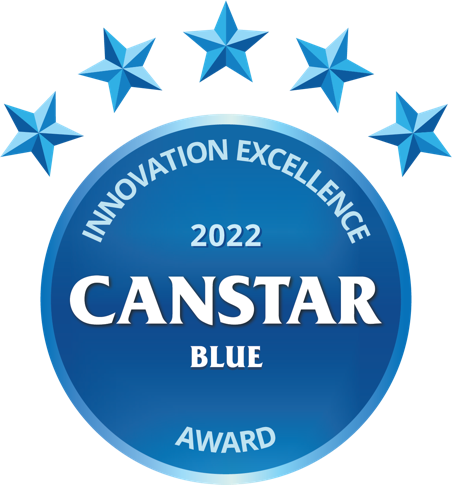 INNOVATION EXCELLENCE
2022
CANSTAR
BLUE
AWARD